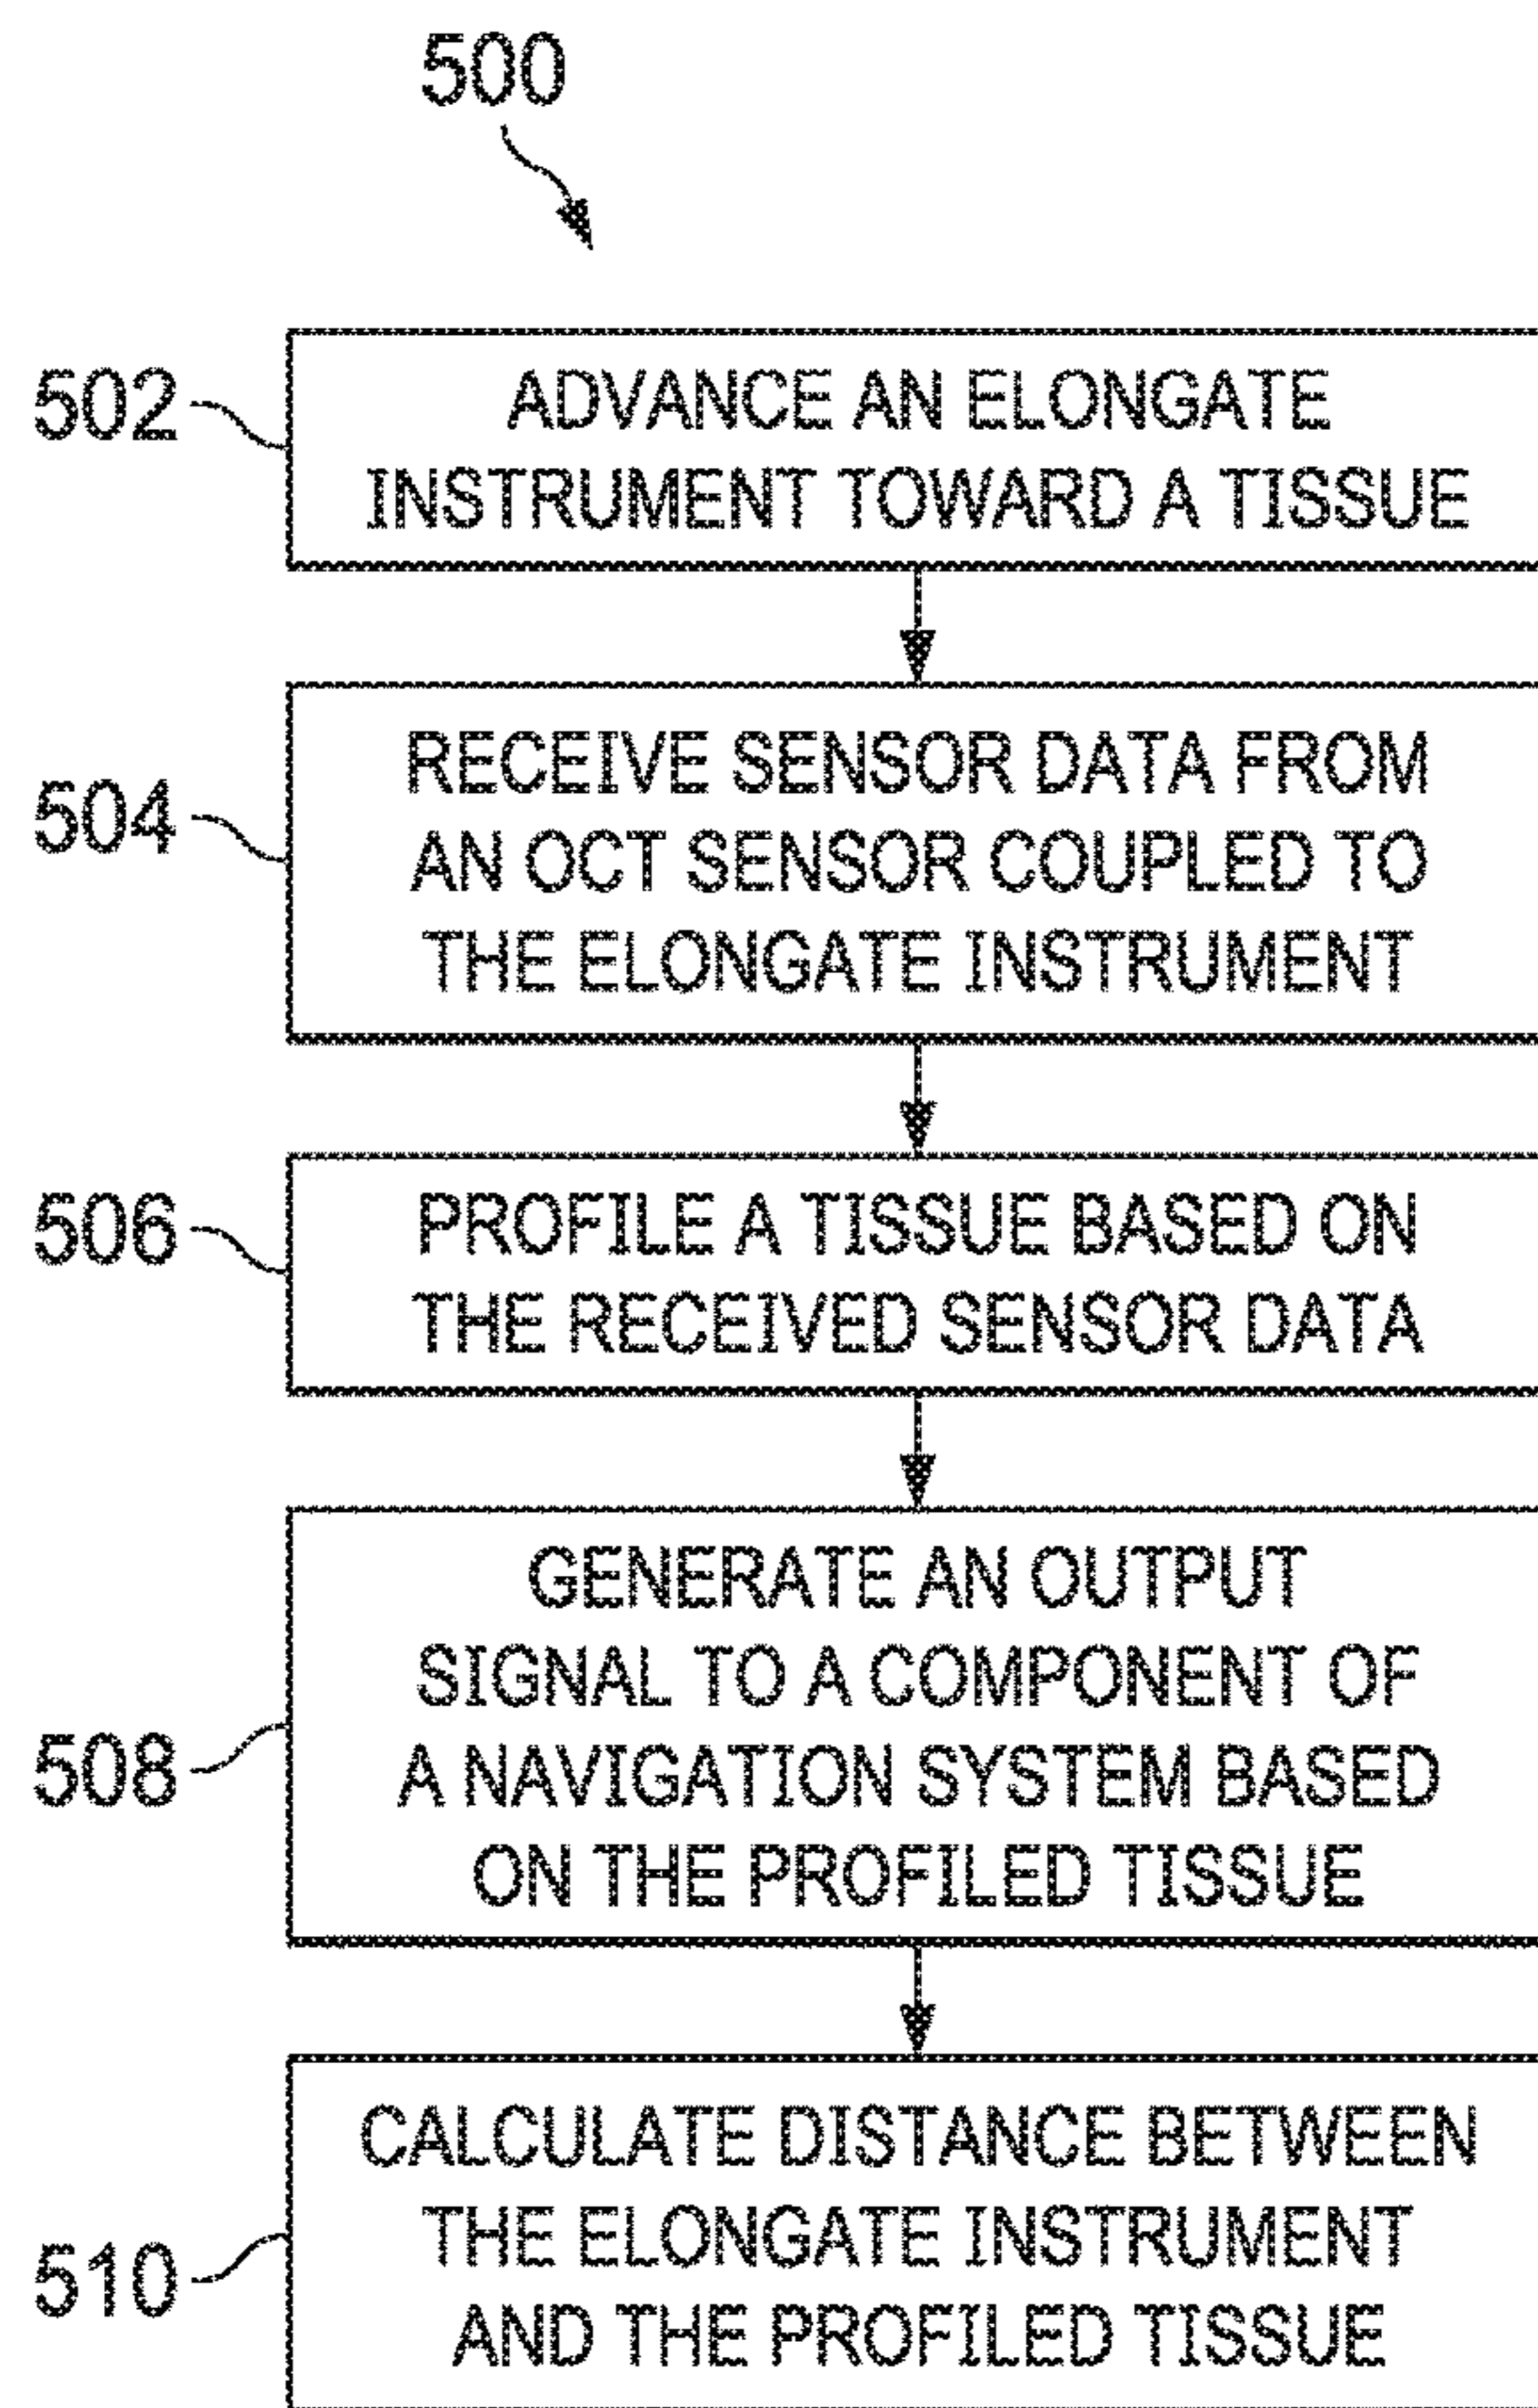 500
502
ADVANCE AN ELONGATE
INSTRUMENT TOWARD A TISSUE
504
RECEIVE SENSOR DATA FROM
AN OCT SENSOR COUPLED TO
THE ELONGATE INSTRUMENT
506
PROFILE A TISSUE BASED ON
THE RECEIVED SENSOR DATA
508
GENERATE AN OUTPUT
SIGNAL TO A COMPONENT OF
A NAVIGATION SYSTEM BASED
ON THE PROFILED TISSUE
510
CALCULATE DISTANCE BETWEEN
THE ELONGATE INSTRUMENT
AND THE PROFILED TISSUE